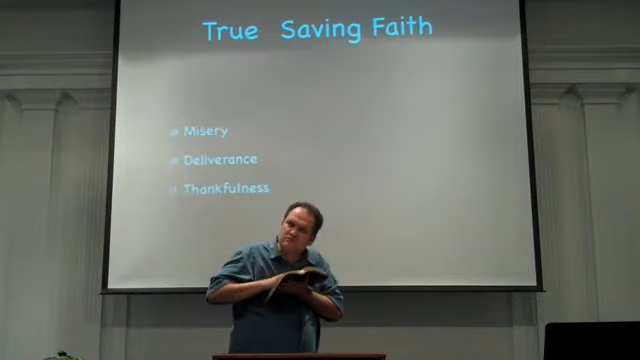 True Saving Faith
Misery
Deliverance
Thankfulness